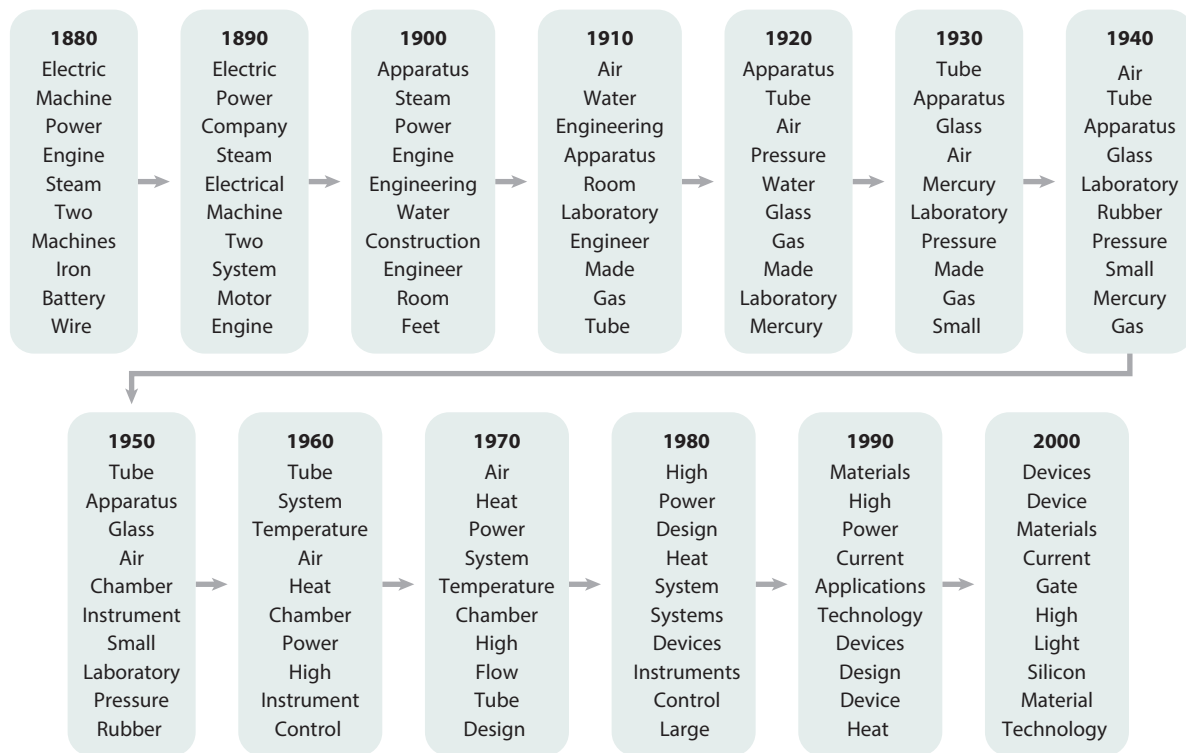 1880
Electric
Machine
Power
Engine
Steam
Two
Machines
Iron
Battery
Wire
1890
Electric
Power
Company
Steam
Electrical
Machine
Two
System
Motor
Engine
1900
Apparatus
Steam
Power
Engine
Engineering
Water
Construction
Engineer
Room
Feet
1910
Air
Water
Engineering
Apparatus
Room
Laboratory
Engineer
Made
Gas
Tube
1920
Apparatus
Tube
Air
Pressure
Water
Glass
Gas
Made
Laboratory
Mercury
1930
Tube
Apparatus
Glass
Air
Mercury
Laboratory
Pressure
Made
Gas
Small
1940
Air
Tube
Apparatus
Glass
Laboratory
Rubber
Pressure
Small
Mercury
Gas
1950
Tube
Apparatus
Glass
Air
Chamber
Instrument
Small
Laboratory
Pressure
Rubber
1960
Tube
System
Temperature
Air
Heat
Chamber
Power
High
Instrument
Control
1970
Air
Heat
Power
System
Temperature
Chamber
High
Flow
Tube
Design
1980
High
Power
Design
Heat
System
Systems
Devices
Instruments
Control
Large
1990
Materials
High
Power
Current
Applications
Technology
Devices
Design
Device
Heat
2000
Devices
Device
Materials
Current
Gate
High
Light
Silicon
Material
Technology